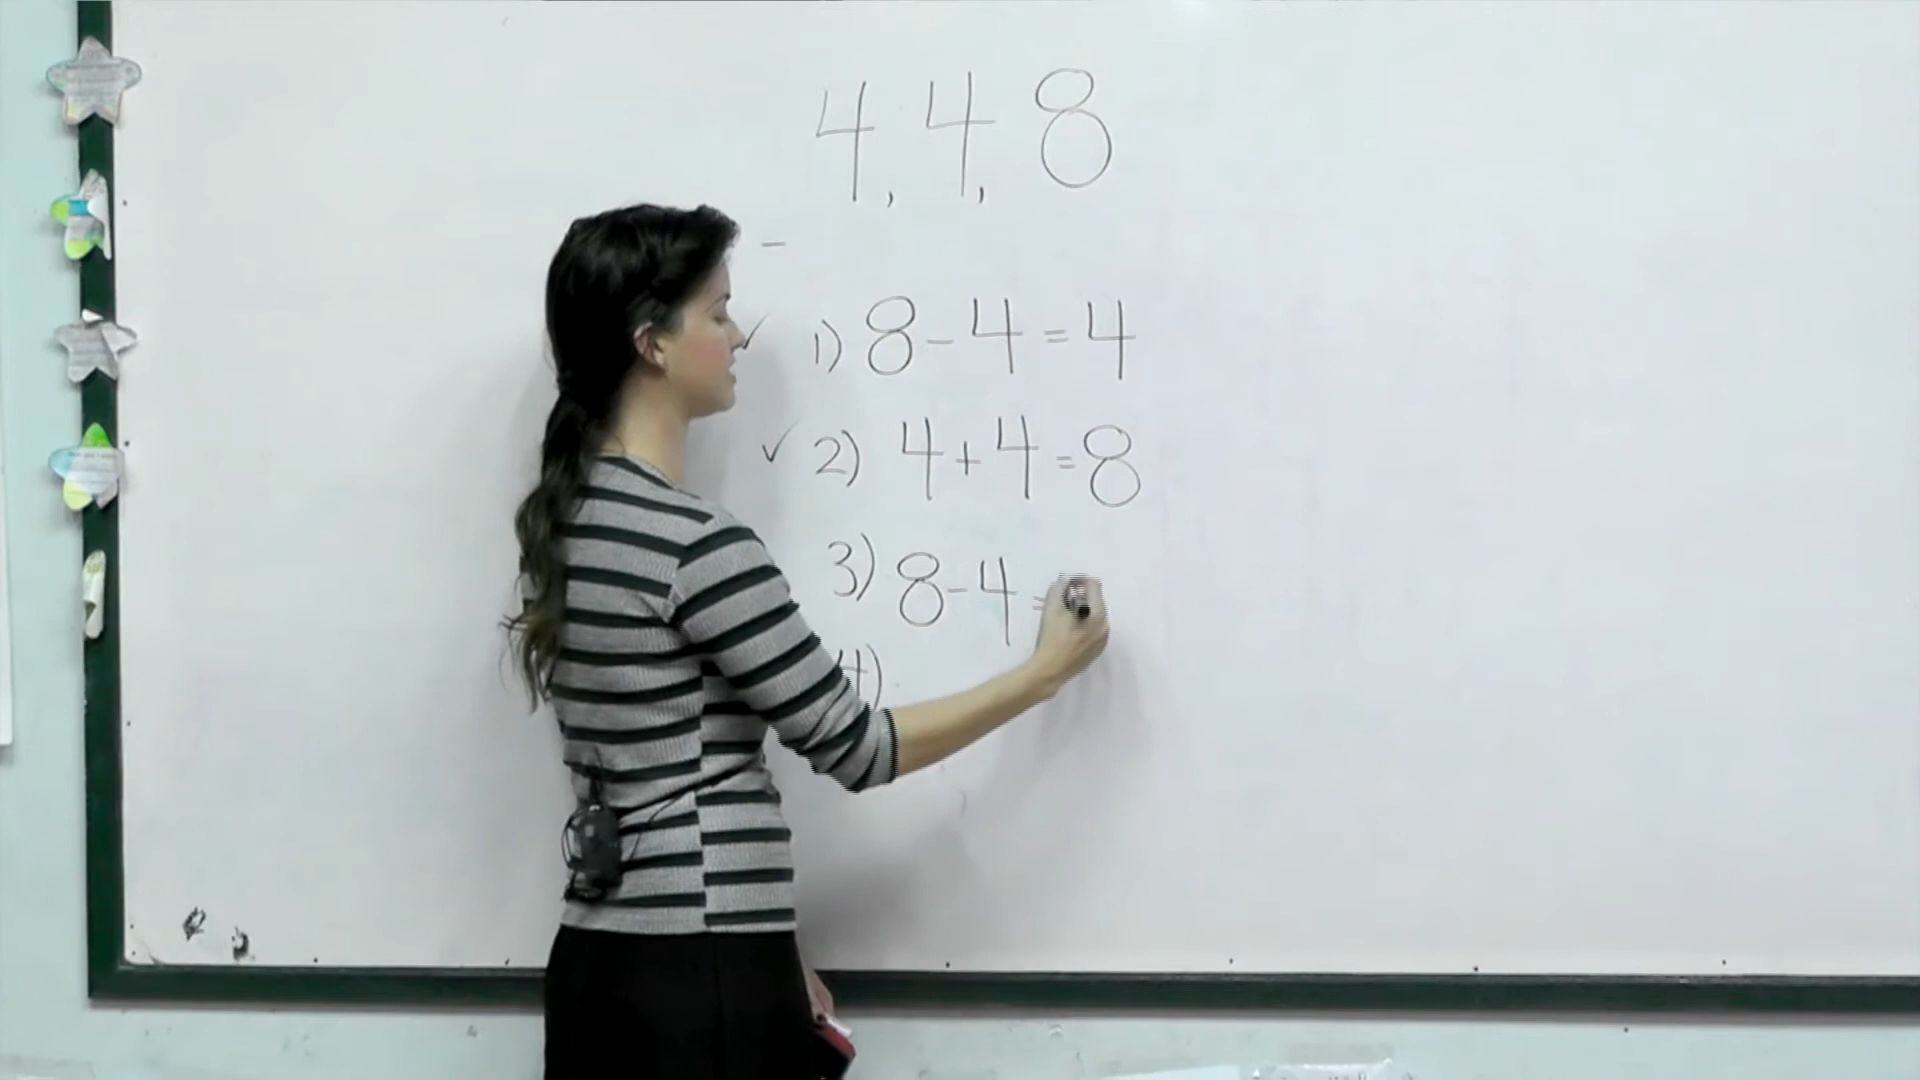 4, 4, 8
-
✓ 1) 8-4=4
✓ 2) 4+4=8
3) 8-4=
4)